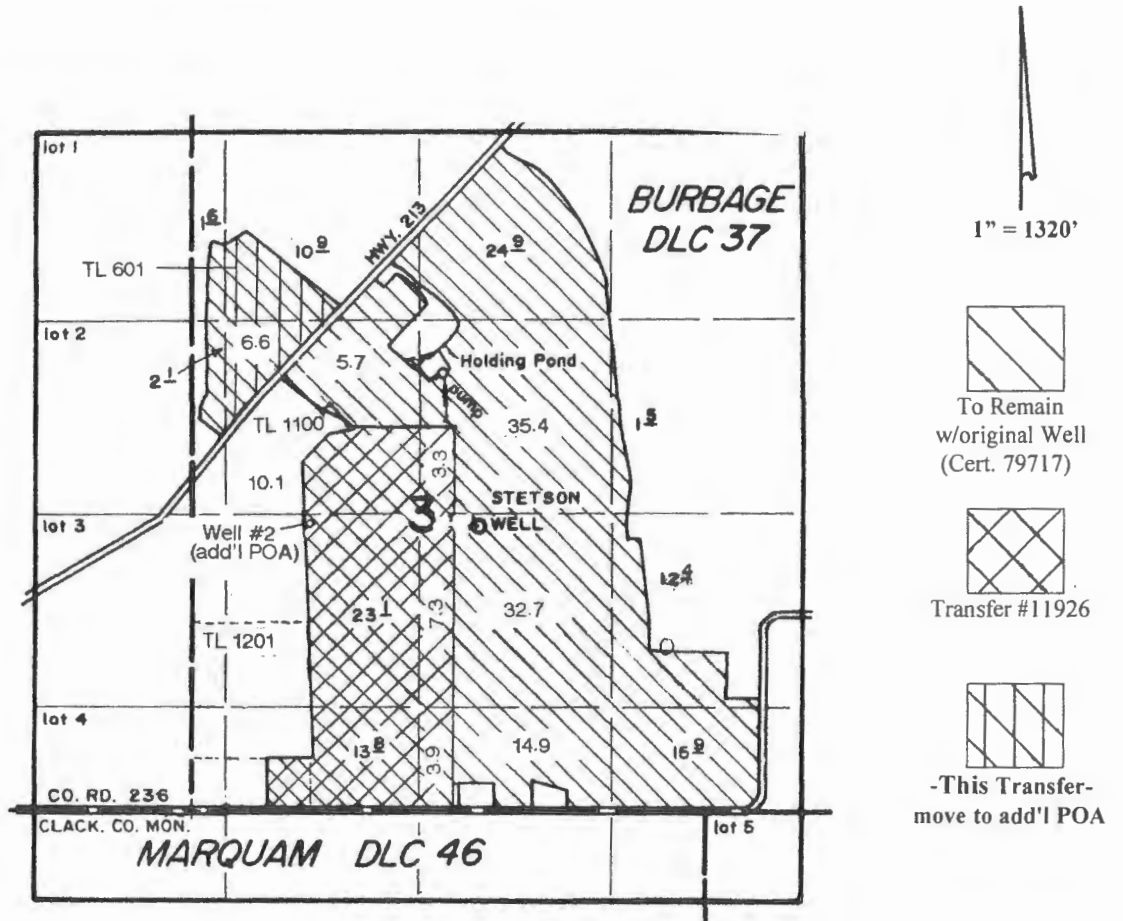 lot 1
BURBAGE
DLC 37
1" = 1320'
1 6
10 9
HWY. 213
24 9
TL 601
lot 2
6.6
5.7
Holding Pond
2 1
pump
TL 1100
35.4
1 5
10.1
3.3
3
STETSON
WELL
lot 3
Well #2
(add'l POA)
12 4
23 1
7.3
32.7
TL 1201
lot 4
13 8
3.9
14.9
15 9
CO. RD. 236
CLACK. CO. MON.
lot 5
MARQUAM DLC 46
To Remain
w/original Well
(Cert. 79717)
Transfer #11926
-This Transfer-
move to add'l POA